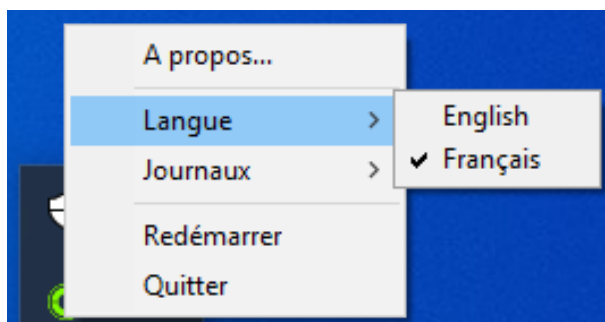 A propos...
Langue
English
Français
Journaux
Redémarrer
Quitter